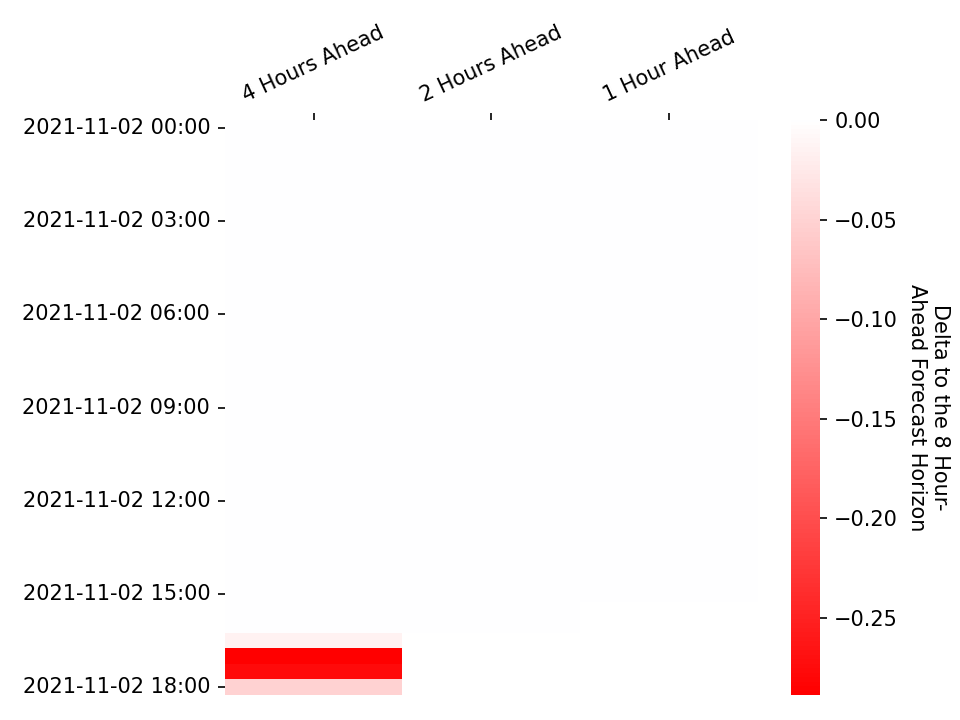 4 Hours Ahead
2 Hours Ahead
1 Hour Ahead
2021-11-02 00:00
2021-11-02 03:00
2021-11-02 06:00
2021-11-02 09:00
2021-11-02 12:00
2021-11-02 15:00
2021-11-02 18:00
0.00
−0.05
−0.10
−0.15
−0.20
−0.25
Delta to the 8 Hour-
Ahead Forecast Horizon